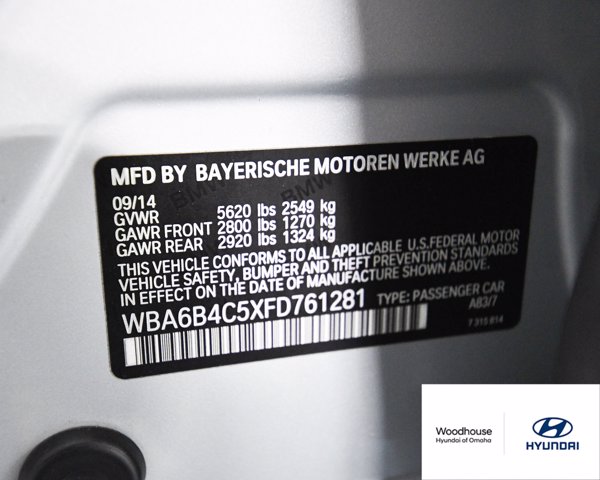 MFD BY BAYERISCHE MOTOREN WERKE AG
09/14
GVWR 5620 lbs 2549 kg
GAWR FRONT 2800 lbs 1270 kg
GAWR REAR 2920 lbs 1324 kg
THIS VEHICLE CONFORMS TO ALL APPLICABLE U.S.FEDERAL MOTOR
VEHICLE SAFETY, BUMPER AND THEFT PREVENTION STANDARDS
IN EFFECT ON THE DATE OF MANUFACTURE SHOWN ABOVE.
WBA6B4C5XFD761281 TYPE: PASSENGER CAR
A83/7
7 315 814
BMW BMW
Woodhouse
Hyundai of Omaha
HYUNDAI